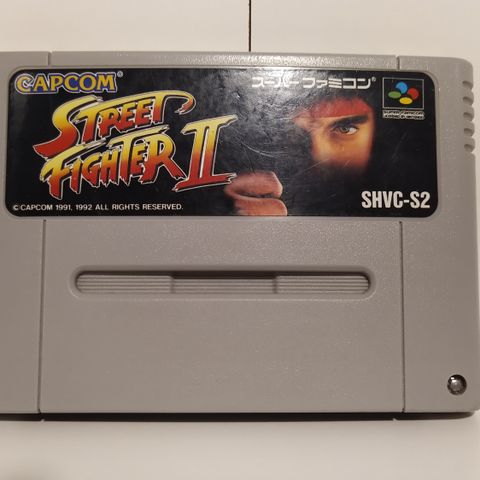 CAPCOM
スーパーファミコン®
STREET
FIGHTER II
© CAPCOM 1991, 1992 ALL RIGHTS RESERVED.
SHVC-S2